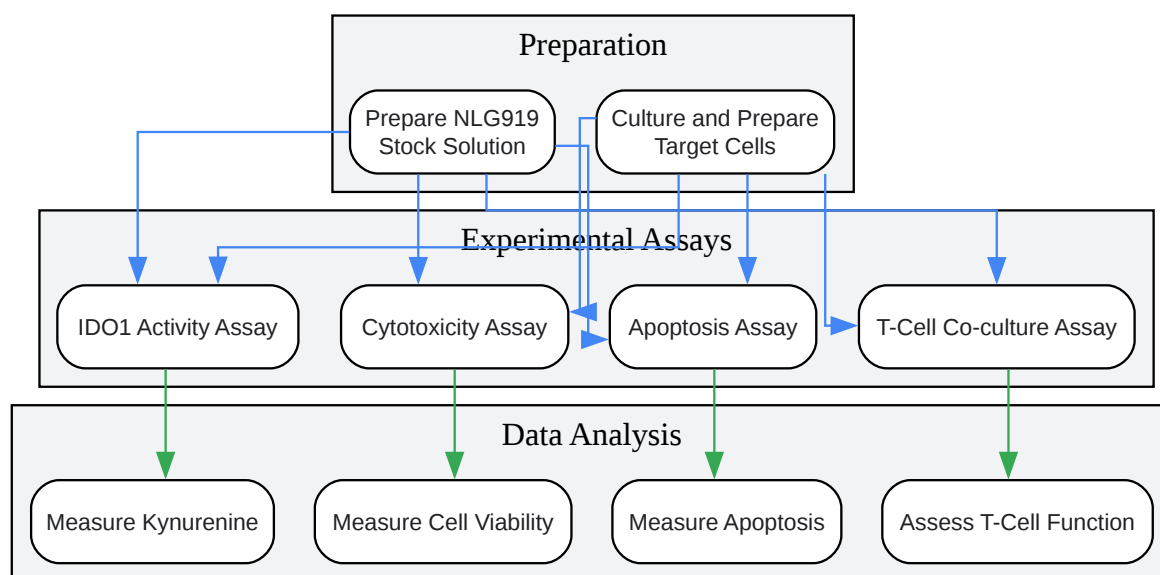 Preparation
Prepare NLG919
Stock Solution
Culture and Prepare
Target Cells
Experimental Assays
IDO1 Activity Assay
Cytotoxicity Assay
Apoptosis Assay
T-Cell Co-culture Assay
Data Analysis
Measure Kynurenine
Measure Cell Viability
Measure Apoptosis
Assess T-Cell Function